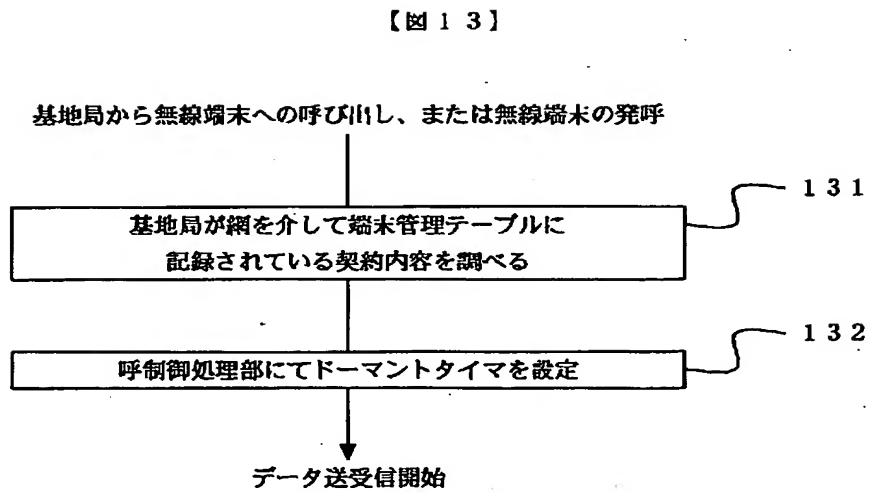 【図１３】
基地局から無線端末への呼び出し、または無線端末の発呼
１３１
基地局が網を介して端末管理テーブルに
記録されている契約内容を調べる
１３２
呼制御処理部にてドーマントタイマを設定
データ送受信開始